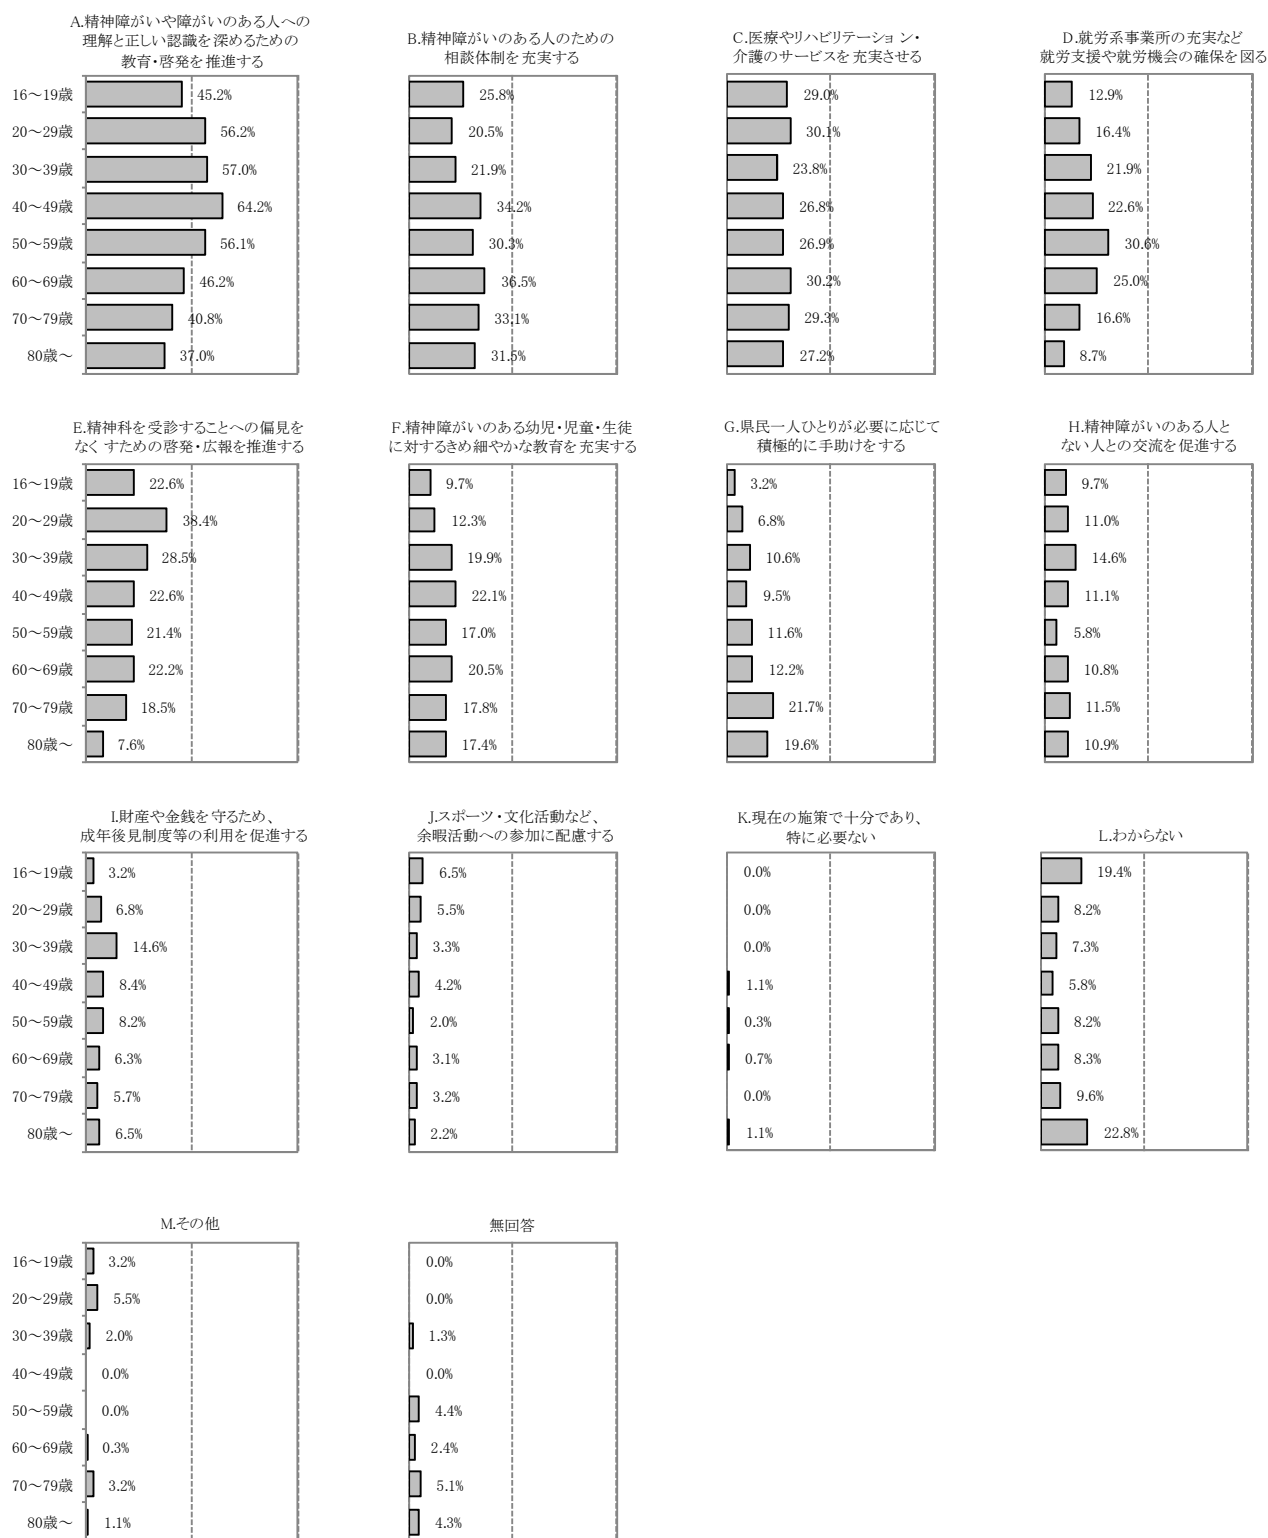 A.精神障がいや障がいのある人への
理解と正しい認識を深めるための
教育・啓発を推進する
16～19歳 45.2%
20～29歳 56.2%
30～39歳 57.0%
40～49歳 64.2%
50～59歳 56.1%
60～69歳 46.2%
70～79歳 40.8%
80歳～ 37.0%
B.精神障がいのある人のための
相談体制を充実する
25.8%
20.5%
21.9%
34.2%
30.3%
36.5%
33.1%
31.5%
C.医療やリハビリテーション・
介護のサービスを充実させる
29.0%
30.1%
23.8%
26.8%
26.9%
30.2%
29.3%
27.2%
D.就労系事業所の充実など
就労支援や就労機会の確保を図る
12.9%
16.4%
21.9%
22.6%
30.6%
25.0%
16.6%
8.7%
E.精神科を受診することへの偏見を
なくすための啓発・広報を推進する
16～19歳 22.6%
20～29歳 38.4%
30～39歳 28.5%
40～49歳 22.6%
50～59歳 21.4%
60～69歳 22.2%
70～79歳 18.5%
80歳～ 7.6%
F.精神障がいのある幼児・児童・生徒
に対するきめ細やかな教育を充実する
9.7%
12.3%
19.9%
22.1%
17.0%
20.5%
17.8%
17.4%
G.県民一人ひとりが必要に応じて
積極的に手助けをする
3.2%
6.8%
10.6%
9.5%
11.6%
12.2%
21.7%
19.6%
H.精神障がいのある人と
ない人との交流を促進する
9.7%
11.0%
14.6%
11.1%
5.8%
10.8%
11.5%
10.9%
I.財産や金銭を守るため、
成年後見制度等の利用を促進する
16～19歳 3.2%
20～29歳 6.8%
30～39歳 14.6%
40～49歳 8.4%
50～59歳 8.2%
60～69歳 6.3%
70～79歳 5.7%
80歳～ 6.5%
J.スポーツ・文化活動など、
余暇活動への参加に配慮する
6.5%
5.5%
3.3%
4.2%
2.0%
3.1%
3.2%
2.2%
K.現在の施策で十分であり、
特に必要ない
0.0%
0.0%
0.0%
1.1%
0.3%
0.7%
0.0%
1.1%
L.わからない
19.4%
8.2%
7.3%
5.8%
8.2%
8.3%
9.6%
22.8%
M.その他
16～19歳 3.2%
20～29歳 5.5%
30～39歳 2.0%
40～49歳 0.0%
50～59歳 0.0%
60～69歳 0.3%
70～79歳 3.2%
80歳～ 1.1%
無回答
0.0%
0.0%
1.3%
0.0%
4.4%
2.4%
5.1%
4.3%